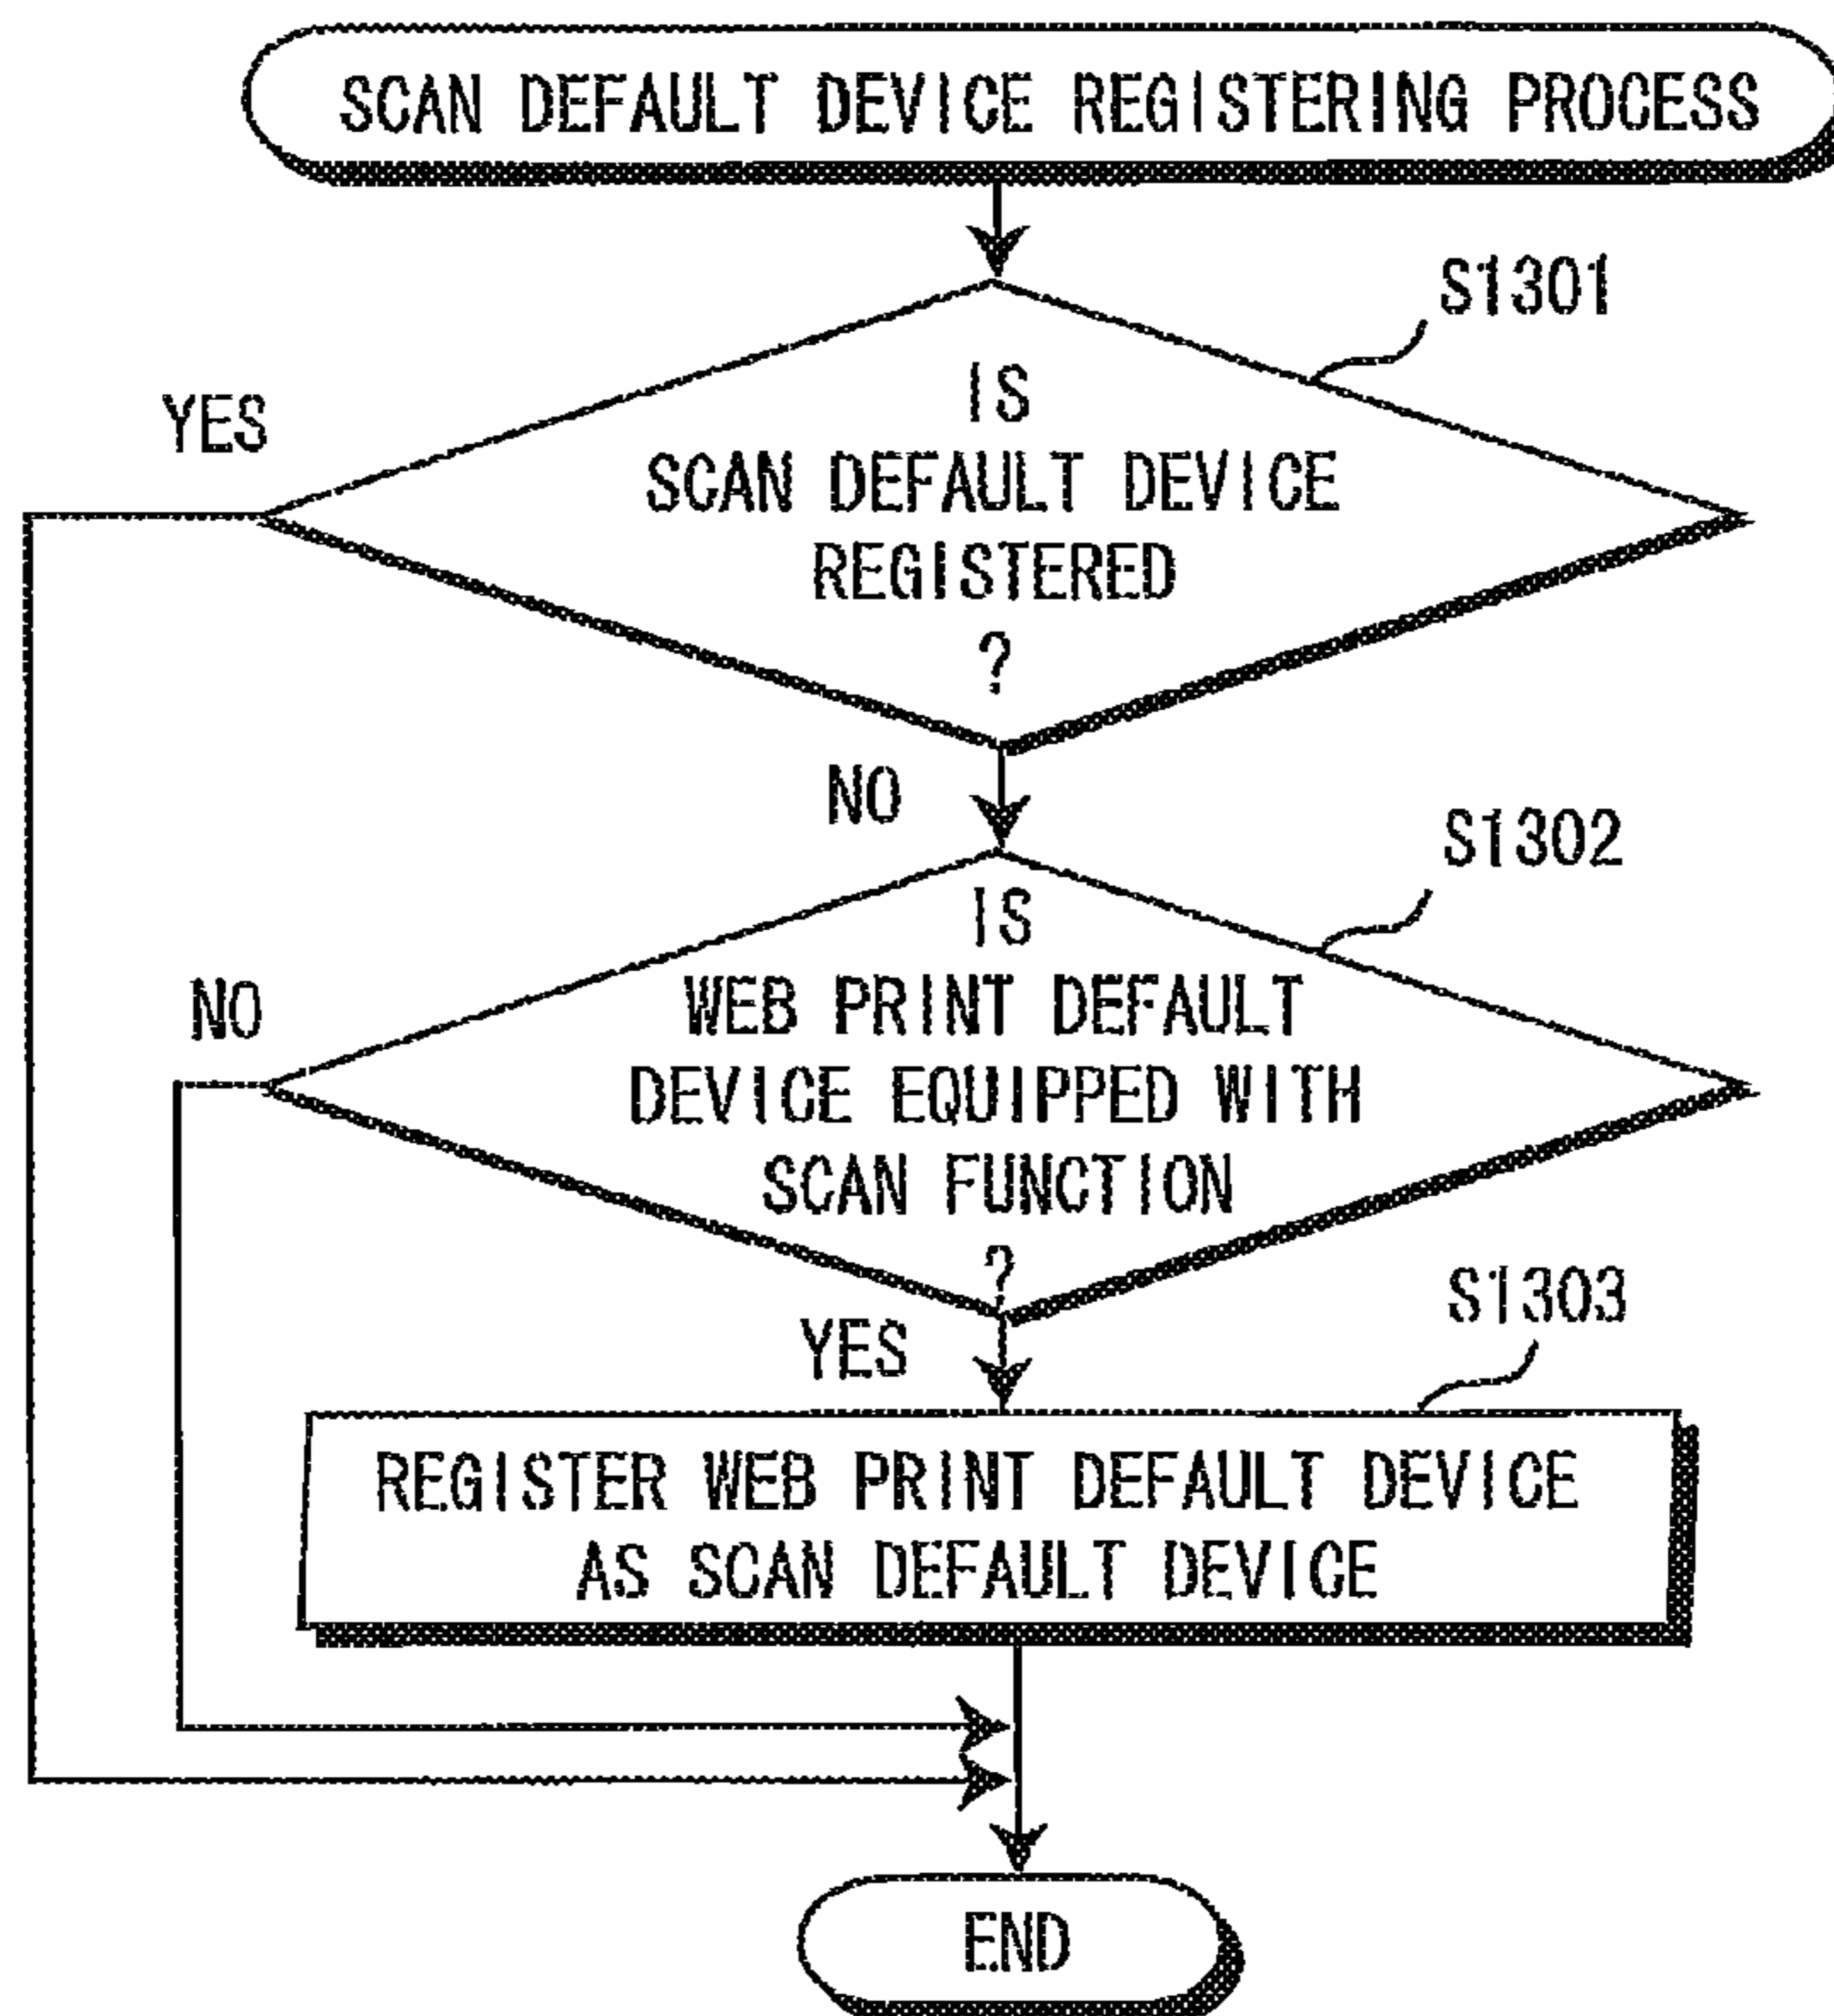 SCAN DEFAULT DEVICE REGISTERING PROCESS
S1301
IS
YES
SCAN DEFAULT DEVICE
REGISTERED
?
NO
S1302
IS
NO
WEB PRINT DEFAULT
DEVICE EQUIPPED WITH
SCAN FUNCTION
?
S1303
YES
REGISTER WEB PRINT DEFAULT DEVICE
AS SCAN DEFAULT DEVICE
END